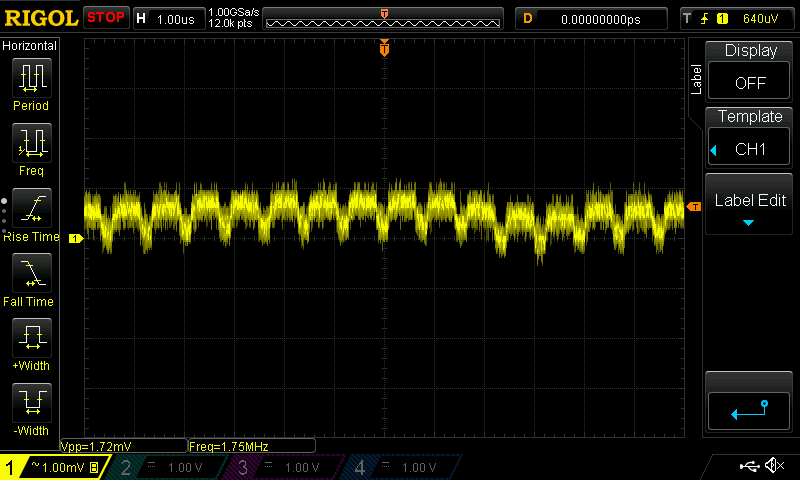 RIGOL STOP H 1.00us 1.00GSa/s D 0.00000000ps T 1 640uV
12.0k pts
T
Horizontal
Period
Freq
Rise Time
Fall Time
+Width
-Width
1
T
Label
Display
OFF
Template
CH1
Label Edit
Vpp=1.72mV Freq=1.75MHz
1 ~ 1.00mV B 2 1.00 V 3 1.00 V 4 1.00 V